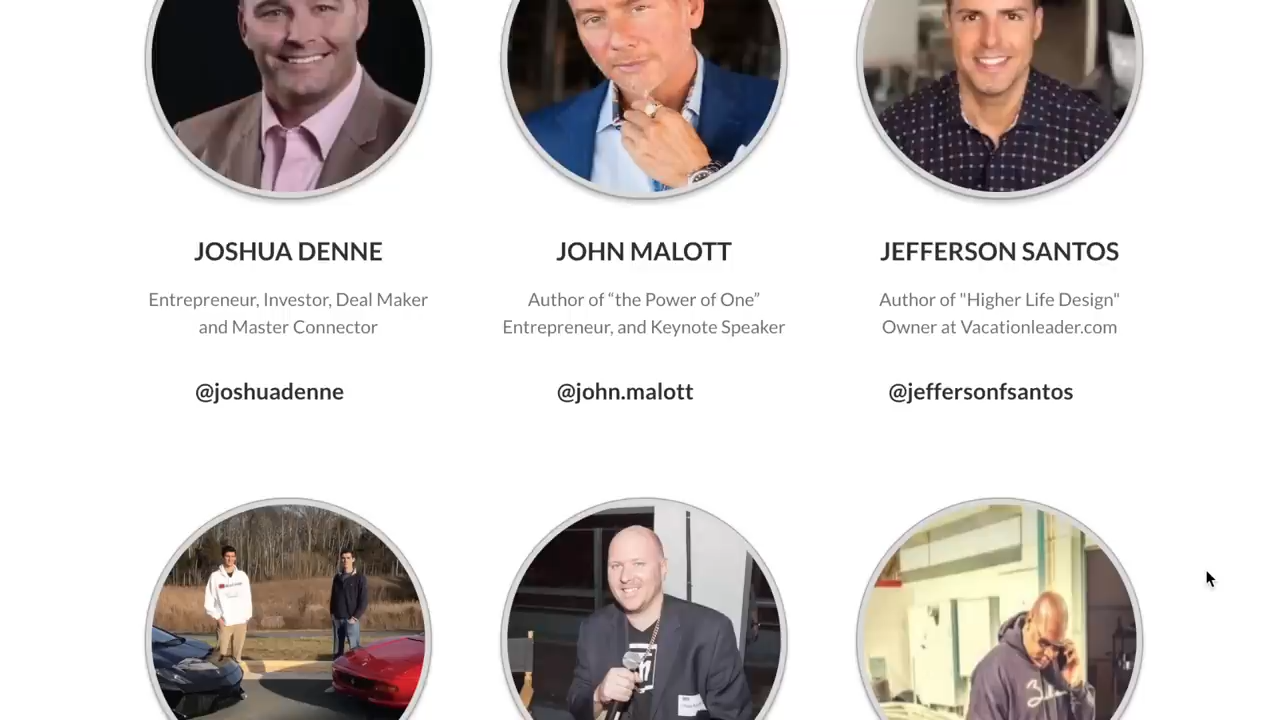 JOSHUA DENNE
JOHN MALOTT
JEFFERSON SANTOS
Entrepreneur, Investor, Deal Maker
and Master Connector
Author of “the Power of One”
Entrepreneur, and Keynote Speaker
Author of "Higher Life Design"
Owner at Vacationleader.com
@joshuadenne
@john.malott
@jeffersonfsantos